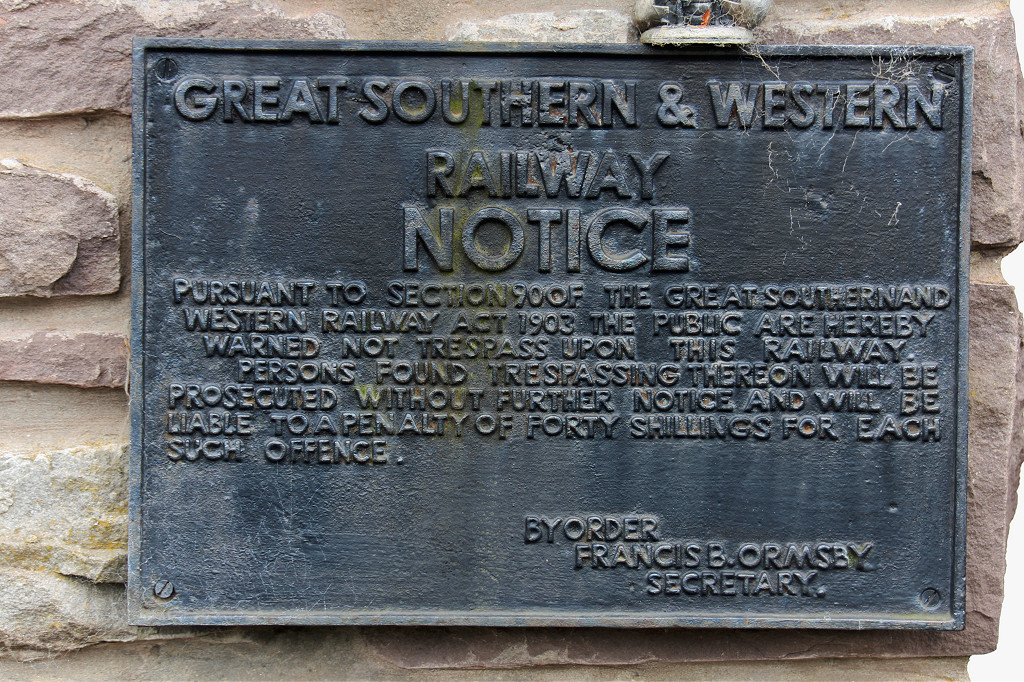 GREAT SOUTHERN & WESTERN
RAILWAY
NOTICE
PURSUANT TO SECTION 90 OF THE GREAT SOUTHERN AND
WESTERN RAILWAY ACT 1903 THE PUBLIC ARE HEREBY
WARNED NOT TRESPASS UPON THIS RAILWAY.
PERSONS FOUND TRESPASSING THEREON WILL BE
PROSECUTED WITHOUT FURTHER NOTICE AND WILL BE
LIABLE TO A PENALTY OF FORTY SHILLINGS FOR EACH
SUCH OFFENCE.
BY ORDER
FRANCIS B. ORMSBY
SECRETARY.